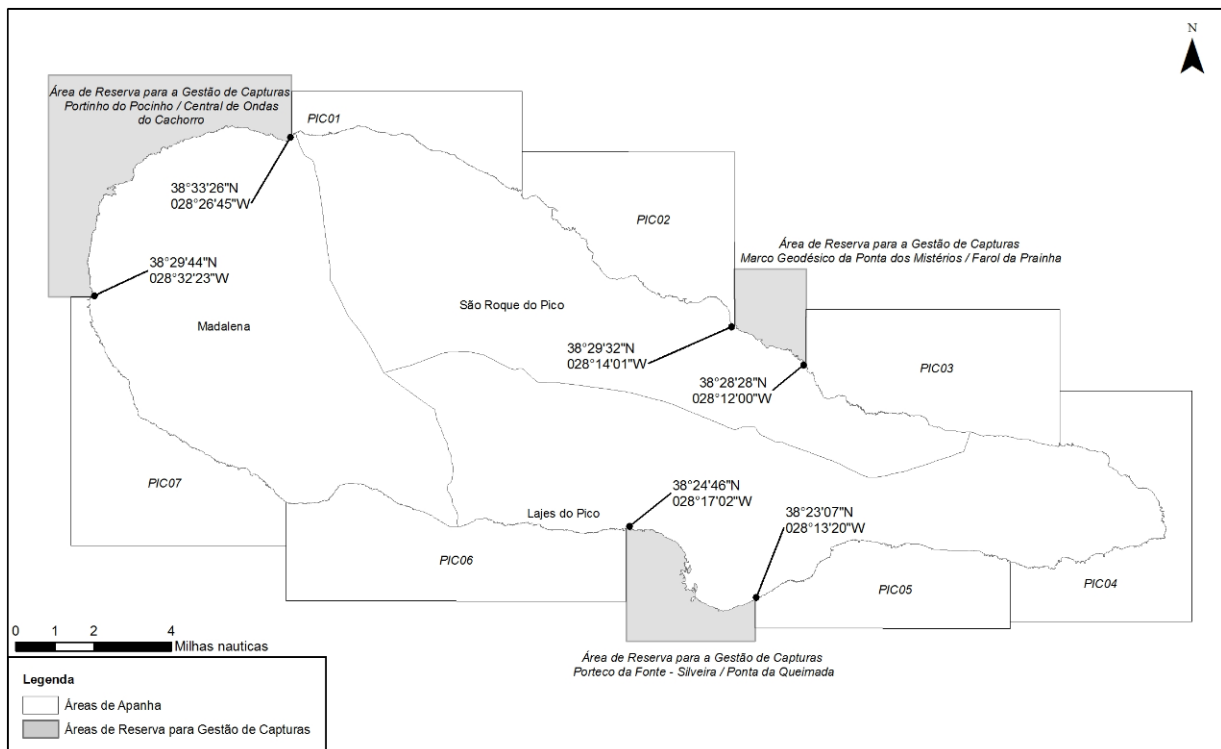 N
Área de Reserva para a Gestão de Capturas
Portinho do Pocinho / Central de Ondas
do Cachorro
PIC01
38°33'26"N
028°26'45"W
PIC02
Área de Reserva para a Gestão de Capturas
Marco Geodésico da Ponta dos Mistérios / Farol da Prainha
38°29'44"N
028°32'23"W
São Roque do Pico
Madalena
38°29'32"N
028°14'01"W
38°28'28"N
028°12'00"W
PIC03
PIC07
38°24'46"N
028°17'02"W
Lajes do Pico
38°23'07"N
028°13'20"W
PIC06
PIC05
PIC04
0 1 2 4
Milhas nauticas
Área de Reserva para a Gestão de Capturas
Porteco da Fonte - Silveira / Ponta da Queimada
Legenda
Áreas de Apanha
Áreas de Reserva para Gestão de Capturas